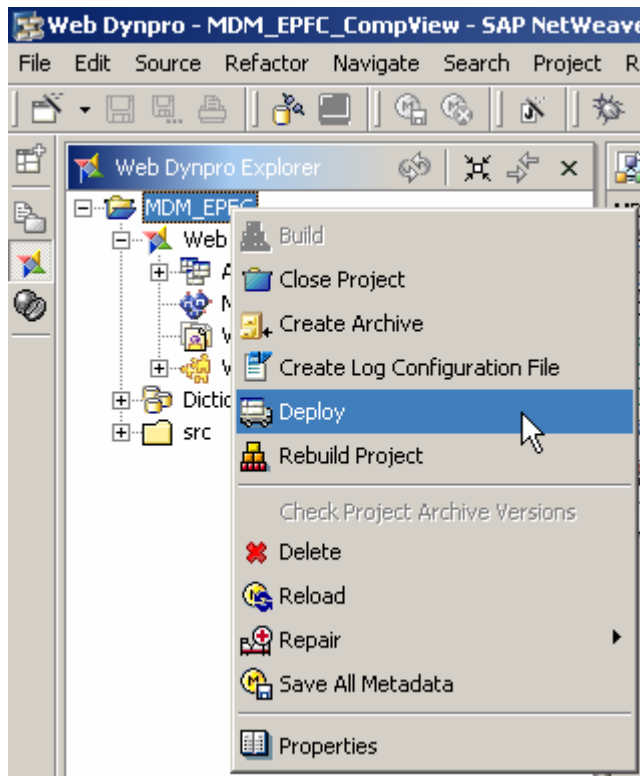 Web Dynpro - MDM_EPFC_CompView - SAP NetWeave
File Edit Source Refactor Navigate Search Project R
Web Dynpro Explorer
MDM_EPFC
Web
Dictio
src
Build
Close Project
Create Archive
Create Log Configuration File
Deploy
Rebuild Project
Check Project Archive Versions
Delete
Reload
Repair
Save All Metadata
Properties